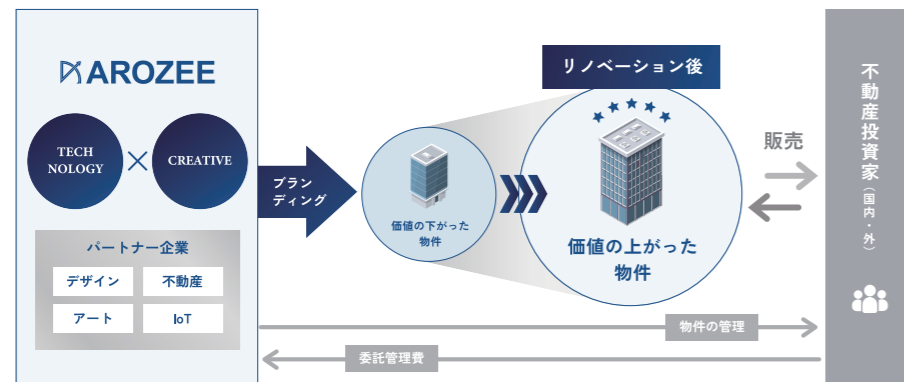 AROZEE
TECH
NOLOGY
×
CREATIVE
パートナー企業
デザイン
不動産
アート
IoT
ブラン
ディング
価値の下がった
物件
リノベーション後
価値の上がった
物件
販売
不動産投資家（国内・外）
物件の管理
委託管理費